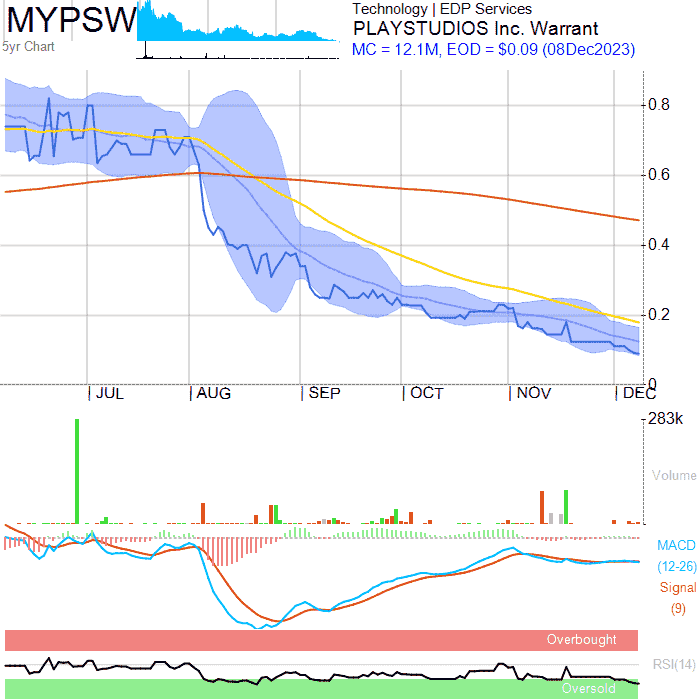 MYPSW
5yr Chart
Technology | EDP Services
PLAYSTUDIOS Inc. Warrant
MC = 12.1M, EOD = $0.09 (08Dec2023)
0.8
0.6
0.4
0.2
0
JUL AUG SEP OCT NOV DEC
283k
Volume
MACD
(12-26)
Signal
(9)
Overbought
RSI(14)
Oversold